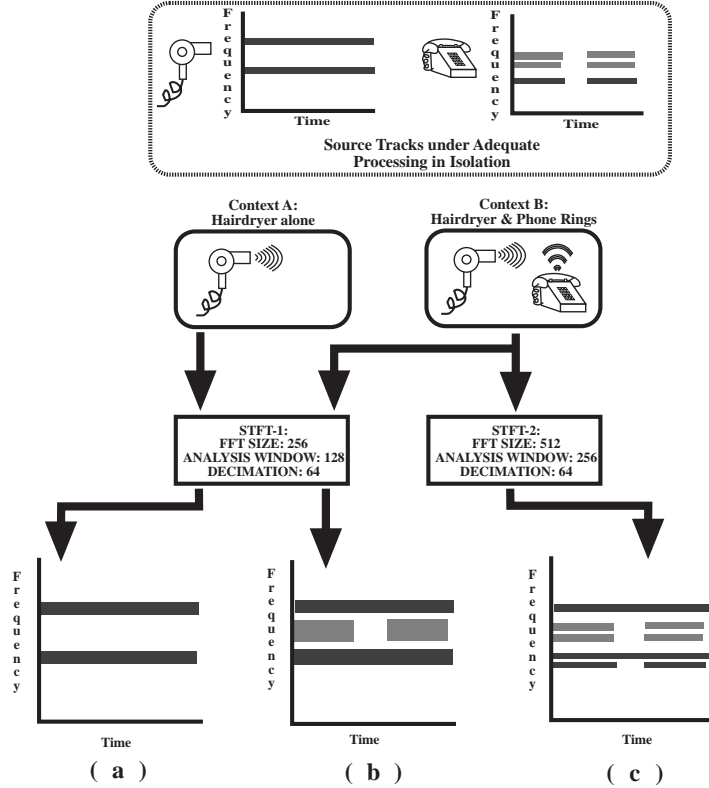 Frequency
Time
Frequency
Time
Source Tracks under Adequate
Processing in Isolation
Context A:
Hairdryer alone
Context B:
Hairdryer & Phone Rings
STFT-1:
FFT SIZE: 256
ANALYSIS WINDOW: 128
DECIMATION: 64
STFT-2:
FFT SIZE: 512
ANALYSIS WINDOW: 256
DECIMATION: 64
Frequency
Time
( a )
Frequency
Time
( b )
Frequency
Time
( c )